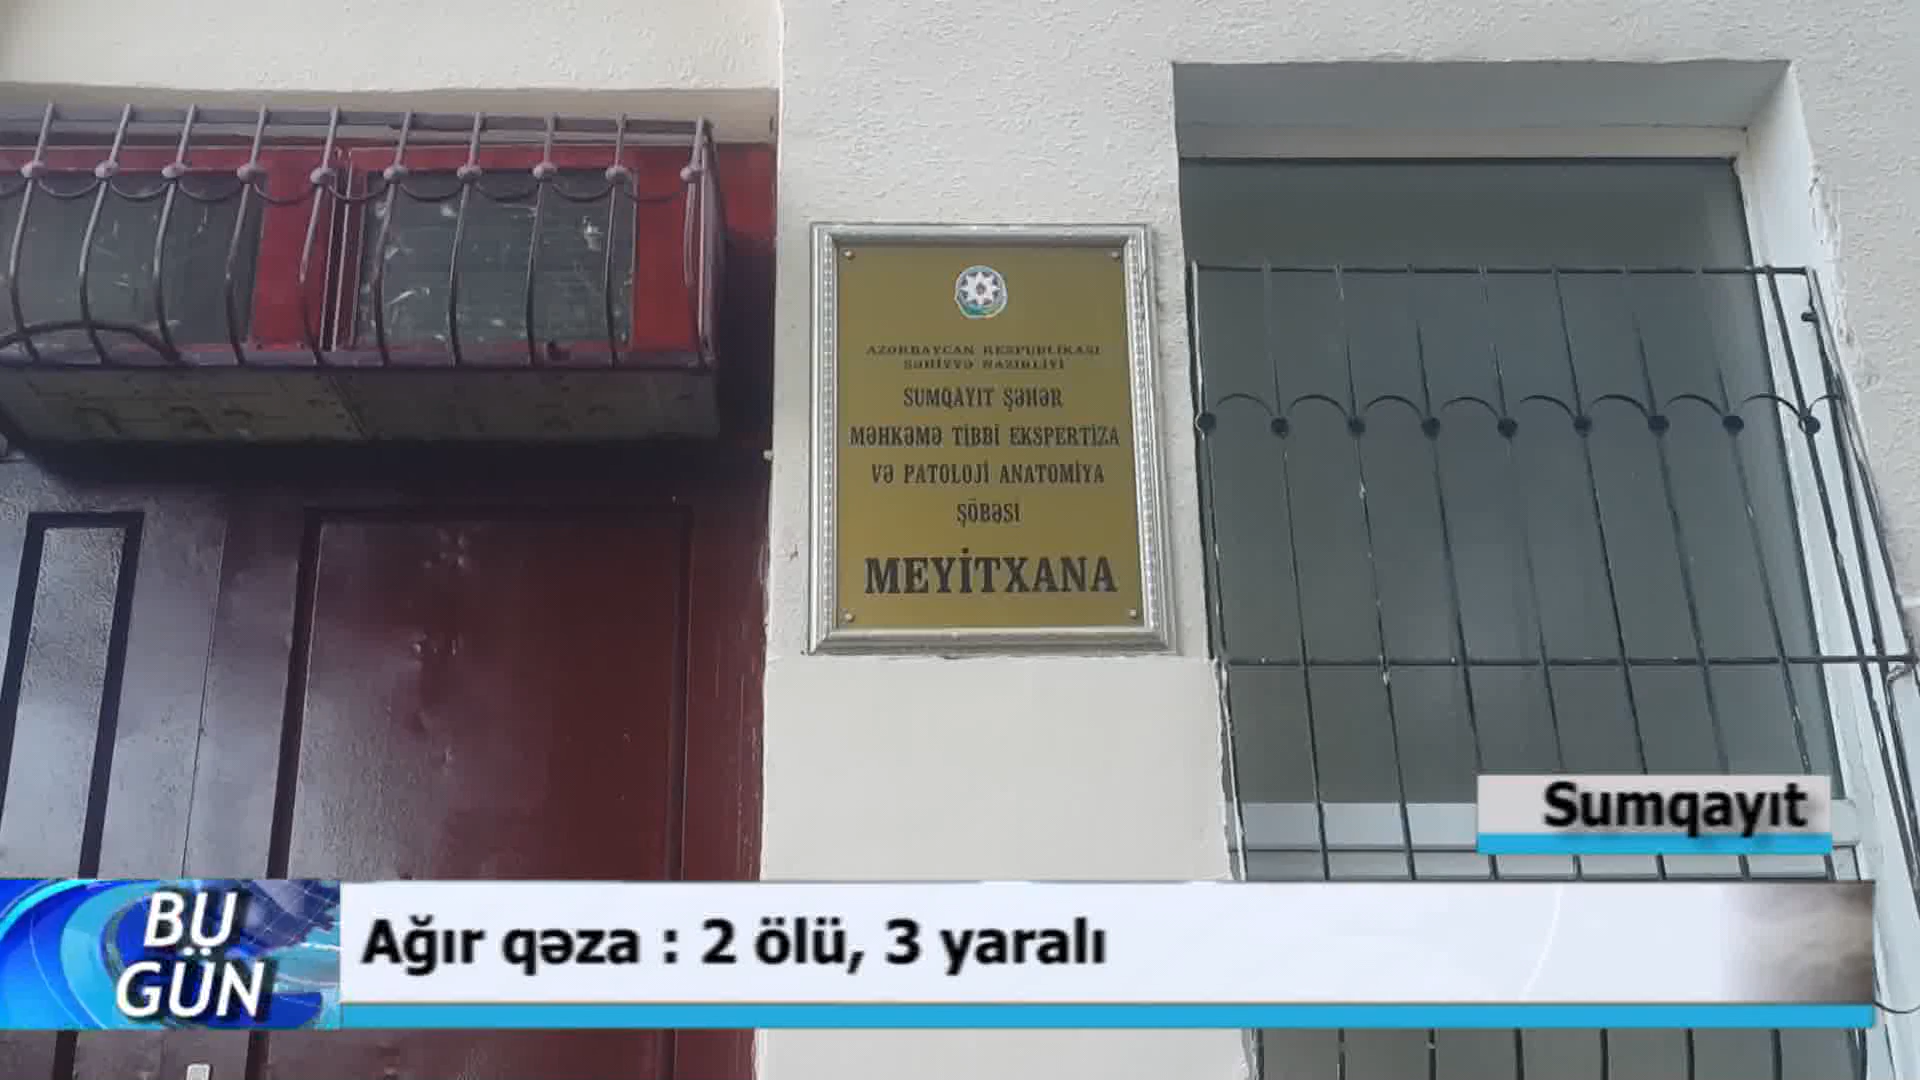 AZƏRBAYCAN RESPUBLİKASI
SƏHİYYƏ NAZİRLİYİ
SUMQAYIT ŞƏHƏR
MƏHKƏMƏ TİBBİ EKSPERTİZA
VƏ PATOLOJİ ANATOMİYA
ŞÖBƏSI
MEYİTXANA
Sumqayıt
BU
GÜN
Ağır qəza : 2 ölü, 3 yaralı